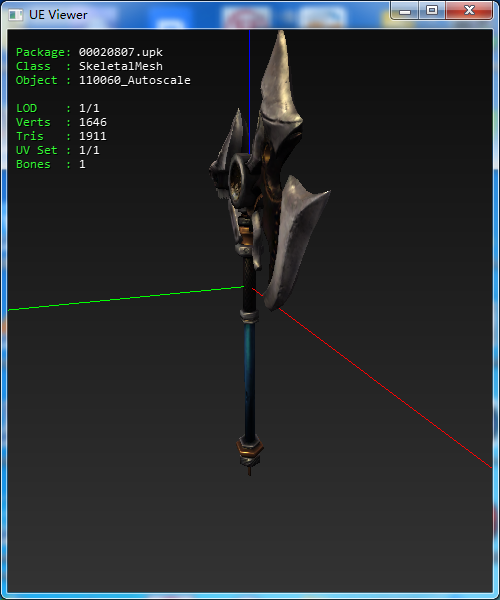 UE Viewer
Package: 00020807.upk
Class : SkeletalMesh
Object : 110060_Autoscale
LOD : 1/1
Verts : 1646
Tris : 1911
UV Set : 1/1
Bones : 1